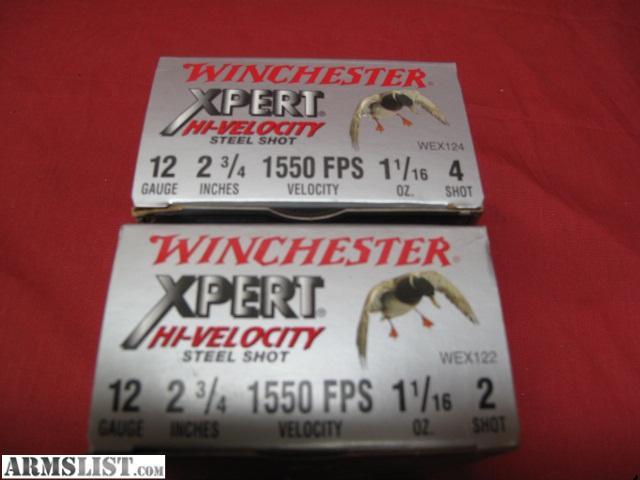 WINCHESTER®
XPERT®
HI-VELOCITY
STEEL SHOT
WEX124
12 2 3/4 1550 FPS 1 1/16 4
GAUGE INCHES VELOCITY OZ. SHOT
WINCHESTER®
XPERT®
HI-VELOCITY
STEEL SHOT
WEX122
12 2 3/4 1550 FPS 1 1/16 2
GAUGE INCHES VELOCITY OZ. SHOT
ARMSLIST.COM